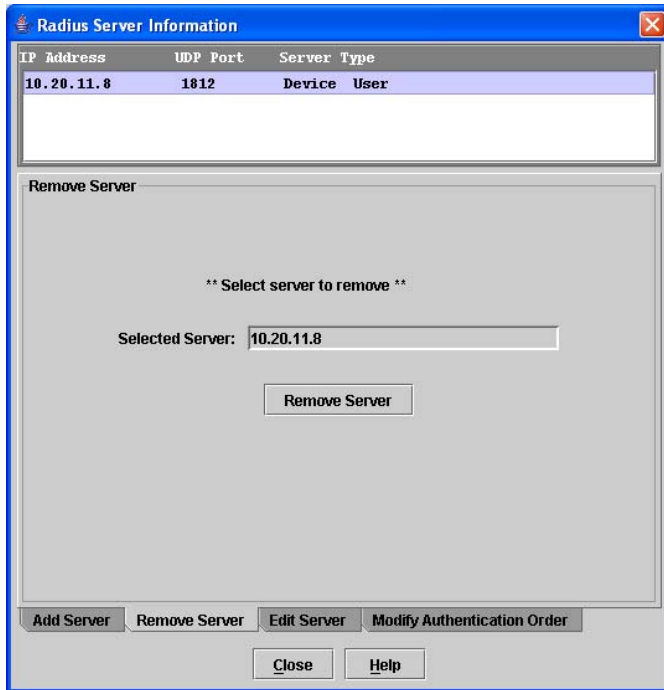 Radius Server Information
IP Address UDP Port Server Type
10.20.11.8 1812 Device User
Remove Server
** Select server to remove **
Selected Server: 10.20.11.8
Remove Server
Add Server Remove Server Edit Server Modify Authentication Order
Close Help